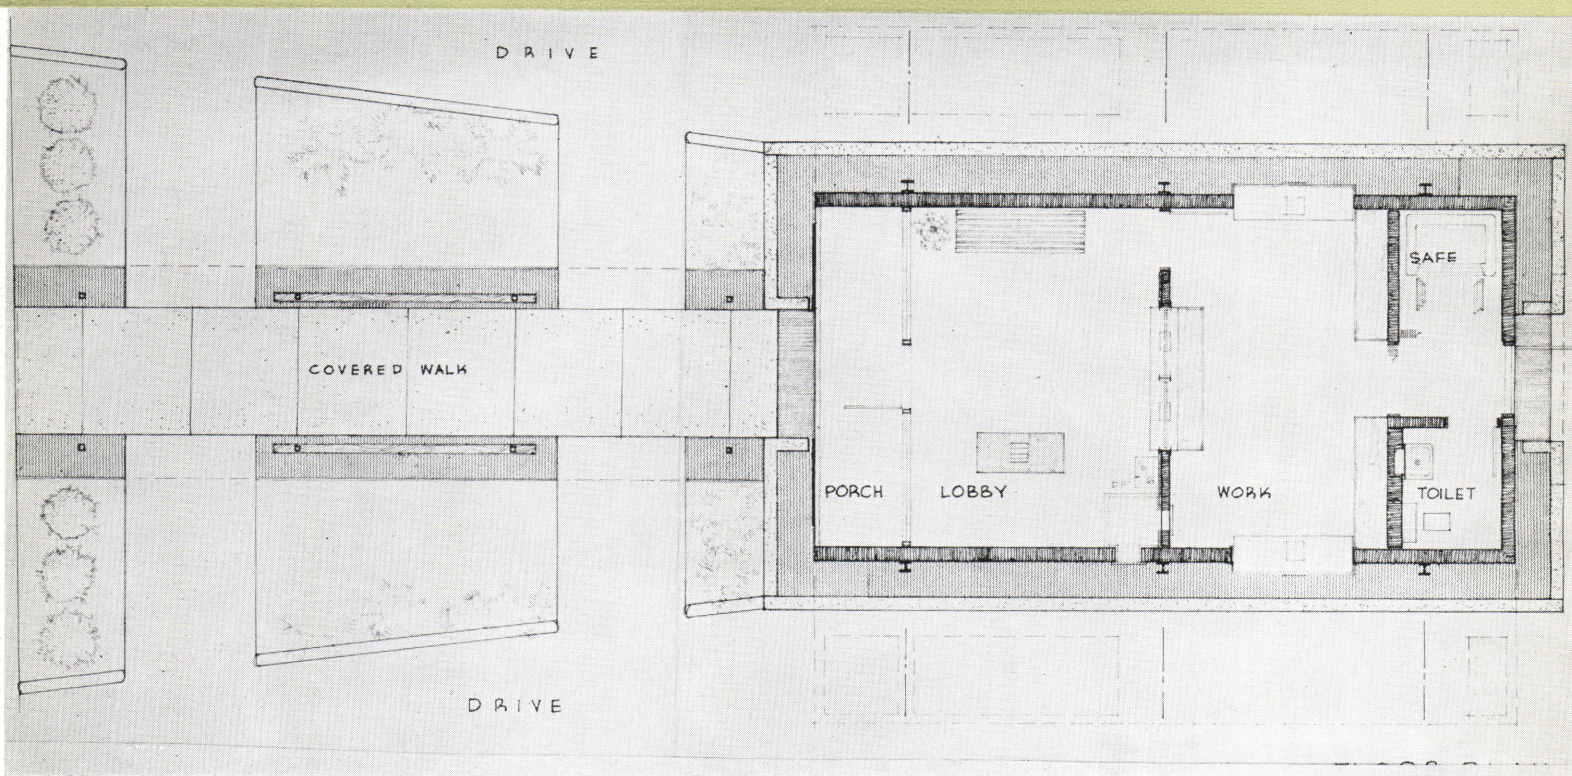 DRIVE
SAFE
COVERED WALK
PORCH
LOBBY
WORK
TOILET
DRIVE